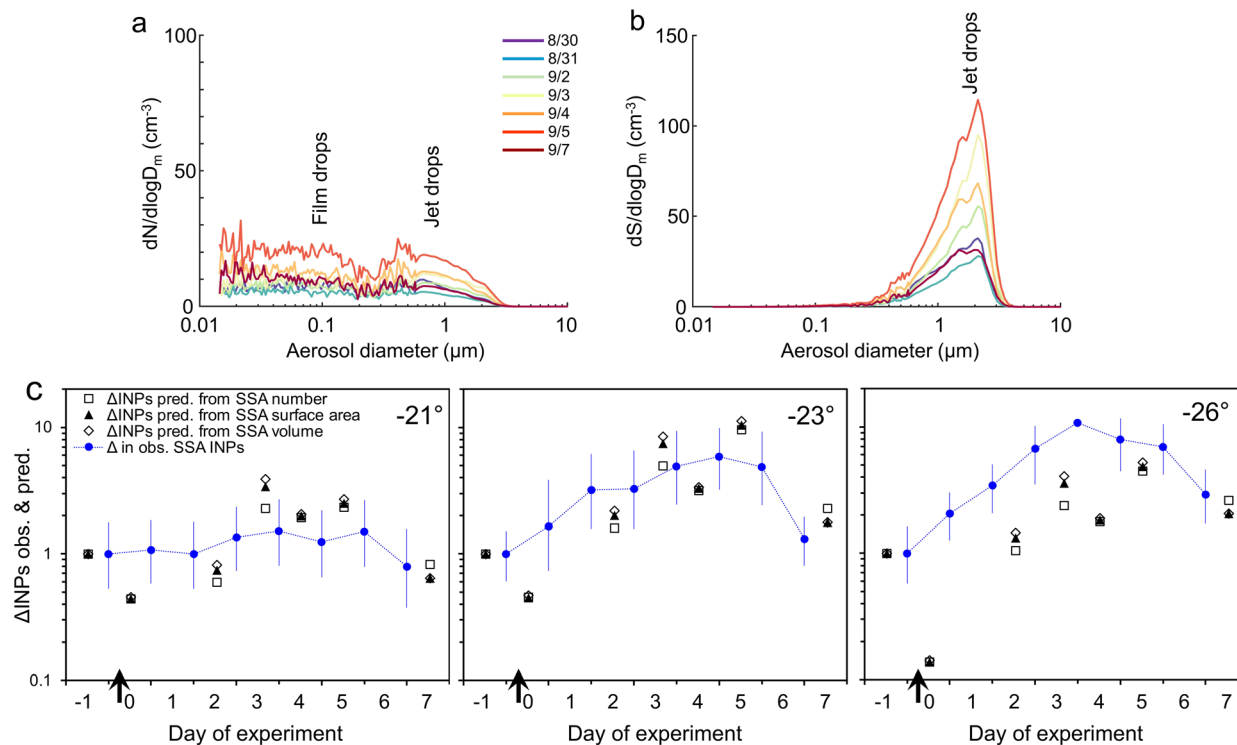 a
100
50
0
dN/dlogDm (cm-3)
Film drops
Jet drops
8/30
8/31
9/2
9/3
9/4
9/5
9/7
0.01
0.1
1
10
Aerosol diameter (µm)
b
150
100
50
0
dS/dlogDm (cm-3)
Jet drops
0.01
0.1
1
10
Aerosol diameter (µm)
c
ΔINPs obs. & pred.
10
1
0.1
ΔINPs pred. from SSA number
ΔINPs pred. from SSA surface area
ΔINPs pred. from SSA volume
Δ in obs. SSA INPs
-21°
-1 0 1 2 3 4 5 6 7
Day of experiment
-23°
-1 0 1 2 3 4 5 6 7
Day of experiment
-26°
-1 0 1 2 3 4 5 6 7
Day of experiment